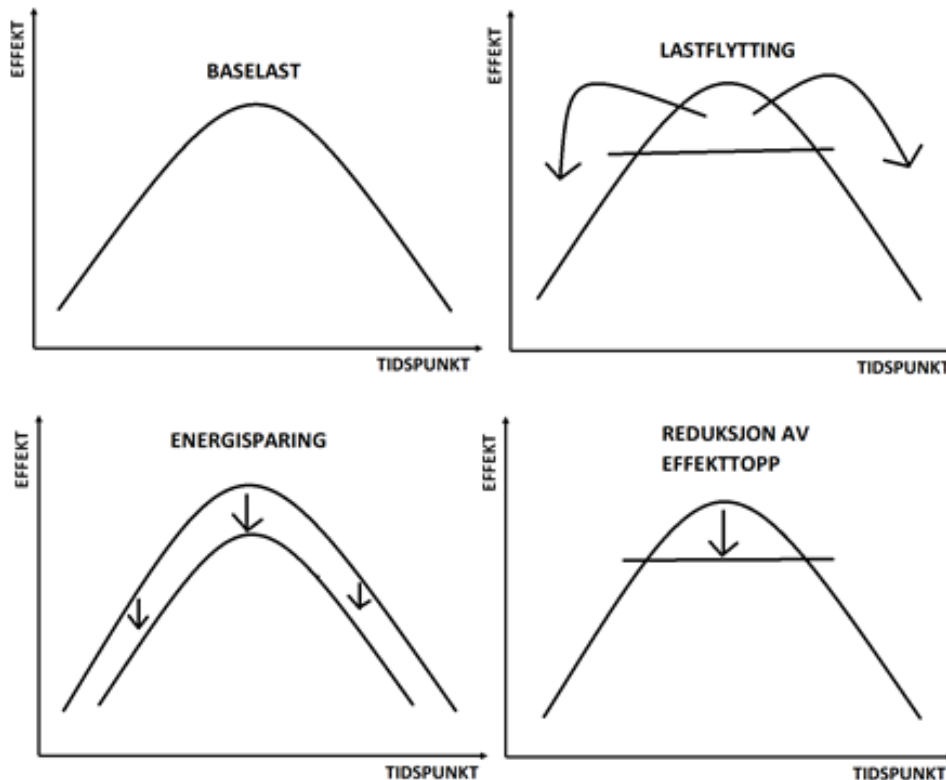 EFFEKT
BASELAST
TIDSPUNKT
EFFEKT
LASTFLYTTING
TIDSPUNKT
EFFEKT
ENERGISPARING
TIDSPUNKT
EFFEKT
REDUKSJON AV
EFFEKTTOPP
TIDSPUNKT